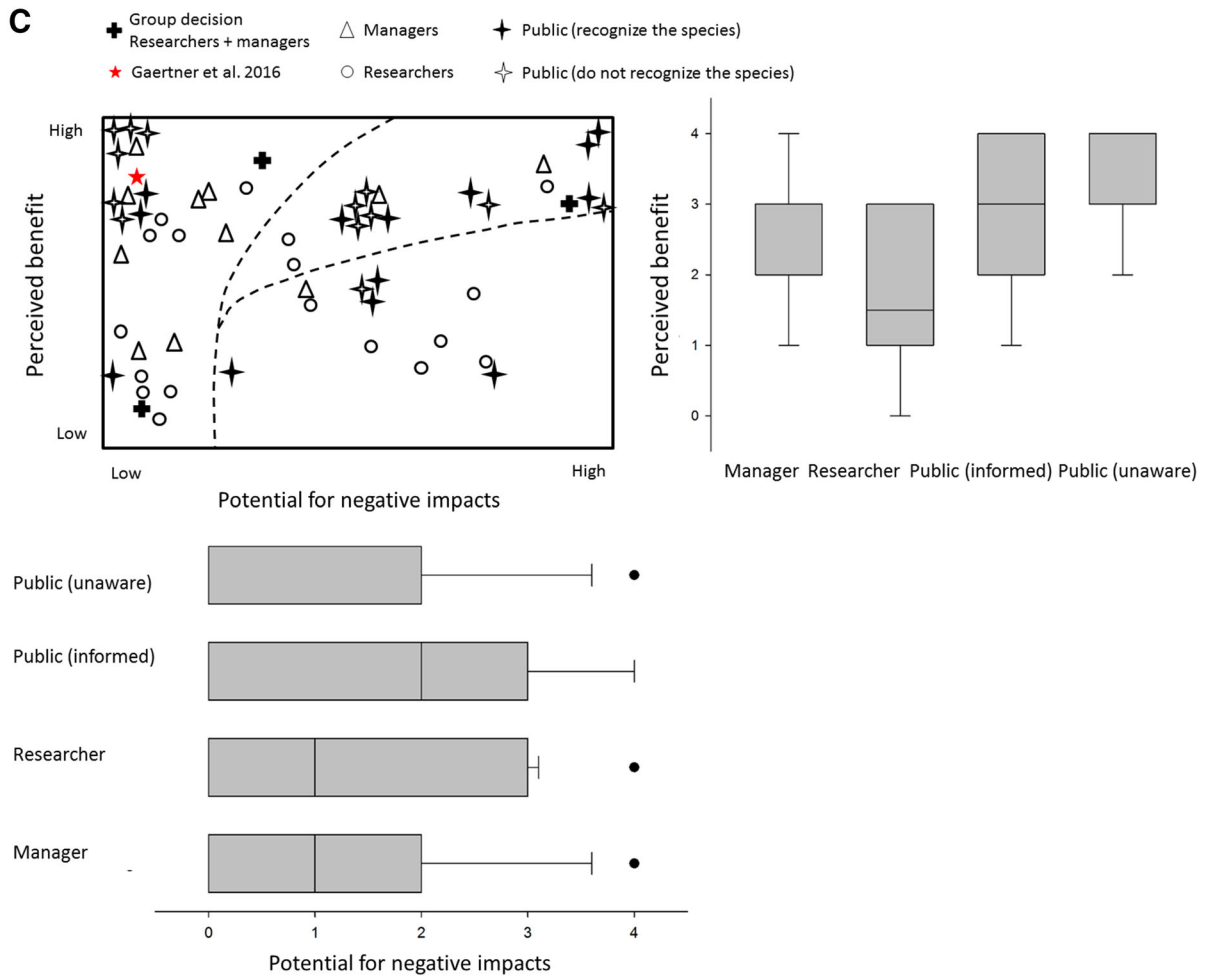 C
Group decision
Researchers + managers
Managers
Public (recognize the species)
Gaertner et al. 2016
Researchers
Public (do not recognize the species)
High
Perceived benefit
Low
Low
High
Potential for negative impacts
Perceived benefit
4
3
2
1
0
Manager Researcher Public (informed) Public (unaware)
Public (unaware)
Public (informed)
Researcher
Manager
0 1 2 3 4
Potential for negative impacts